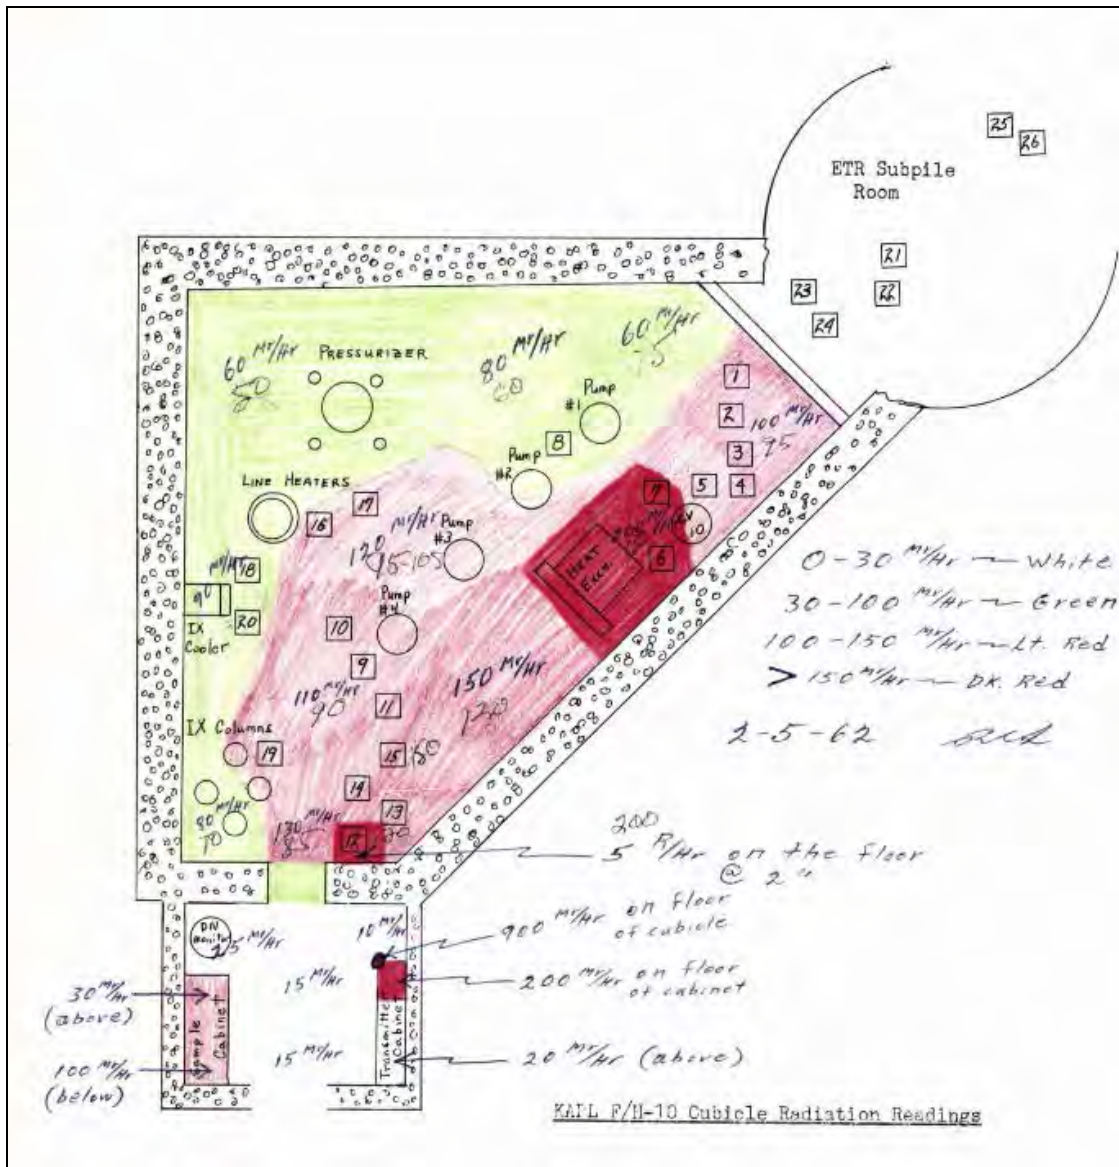 25
26
ETR Subpile
Room
21
23
22
24
60 Mr/Hr
60 Mr/Hr
75
PRESSURIZER
80 Mr/Hr
60
1
Pump
#1
2
100 Mr/Hr
95
8
3
Pump
#2
5
4
LINE HEATERS
7
17
16
10
Mr/Hr
120
95-105
Pump
#3
HEAT
Exch.
6
Mr/Hr
18
90
20
IX
Cooler
Pump
#4
10
9
150 Mr/Hr
120
110 Mr/Hr
90
11
IX Columns
19
15
80
14
13
80 Mr/Hr
70
130 Mr/Hr
85
12
0-30 Mr/Hr — White
30-100 Mr/Hr — Green
100-150 Mr/Hr — Lt. Red
> 150 Mr/Hr — DK. Red
2-5-62
200
5 R/Hr on the floor
@ 2"
DN
Monitor
25 Mr/Hr
10 Mr/Hr
900 Mr/Hr on floor
of cubicle
15 Mr/Hr
200 Mr/Hr on floor
of cabinet
30 Mr/Hr
(above)
Sample
Cabinet
15 Mr/Hr
Transmitter
Cabinet
20 Mr/Hr (above)
100 Mr/Hr
(below)
KAPL F/H-10 Cubicle Radiation Readings